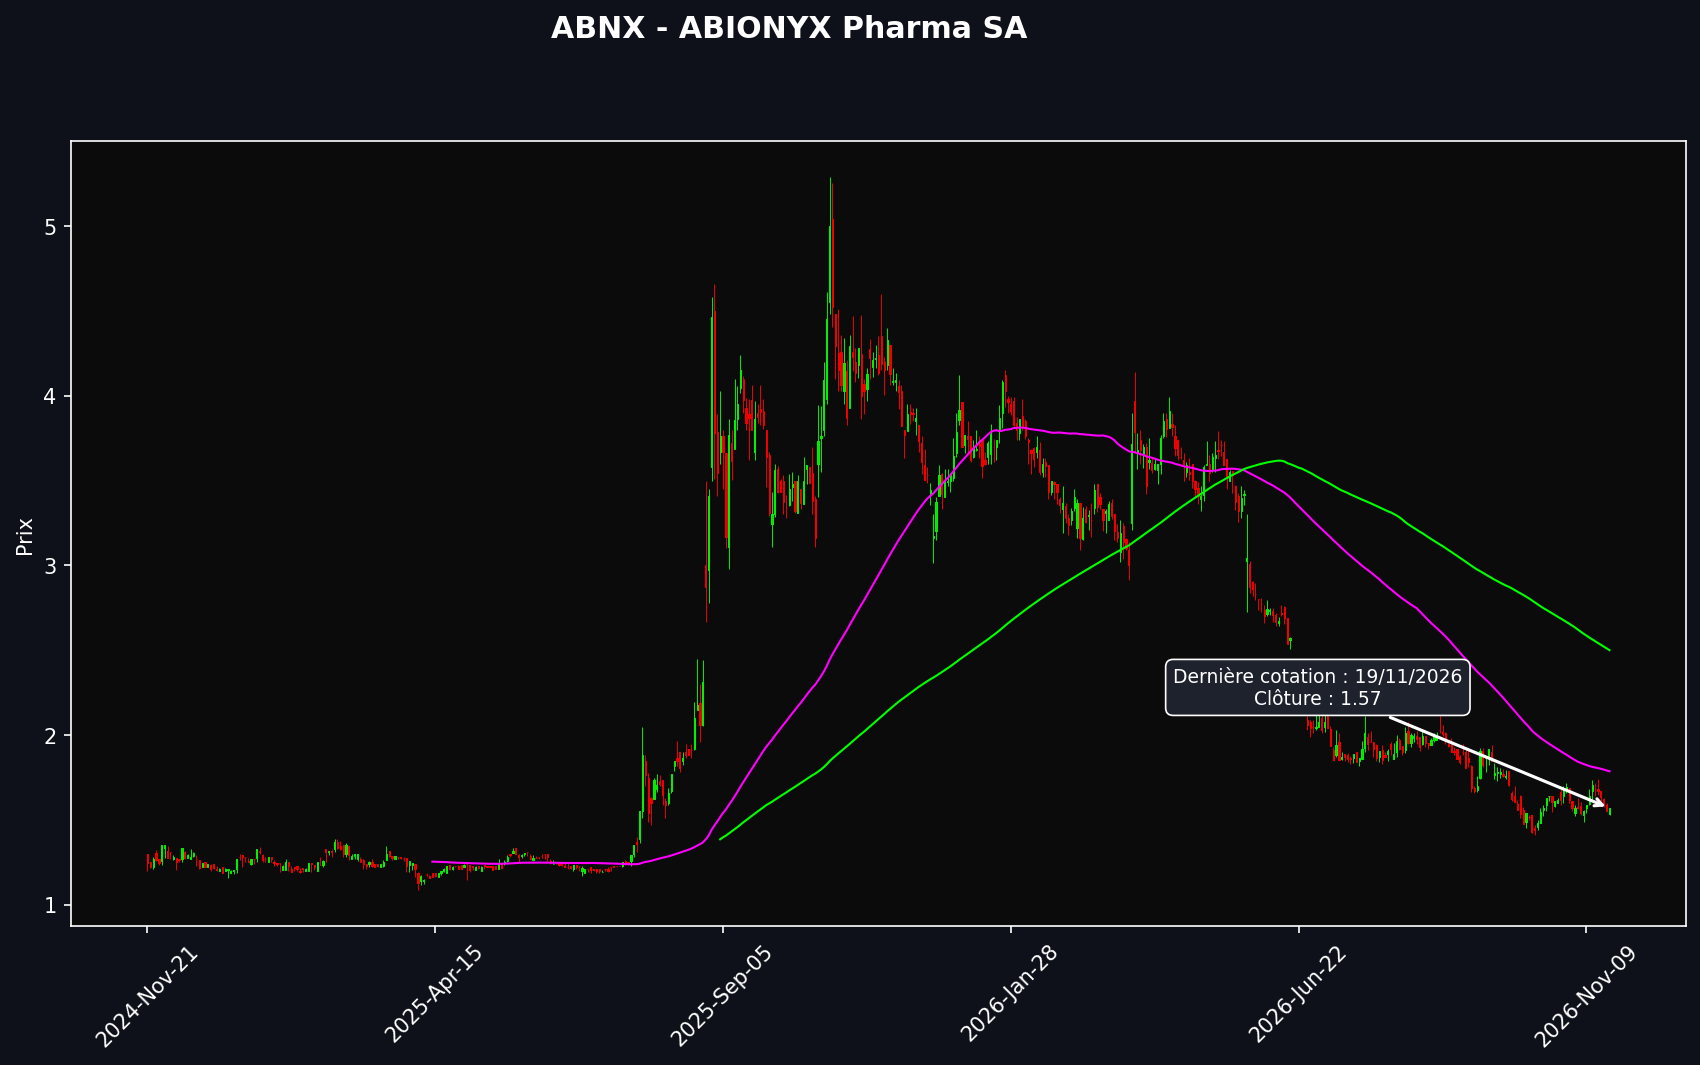 ABNX - ABIONYX Pharma SA
Prix
5
4
3
2
1
Dernière cotation : 19/11/2026
Clôture : 1.57
2024-Nov-21
2025-Apr-15
2025-Sep-05
2026-Jan-28
2026-Jun-22
2026-Nov-09